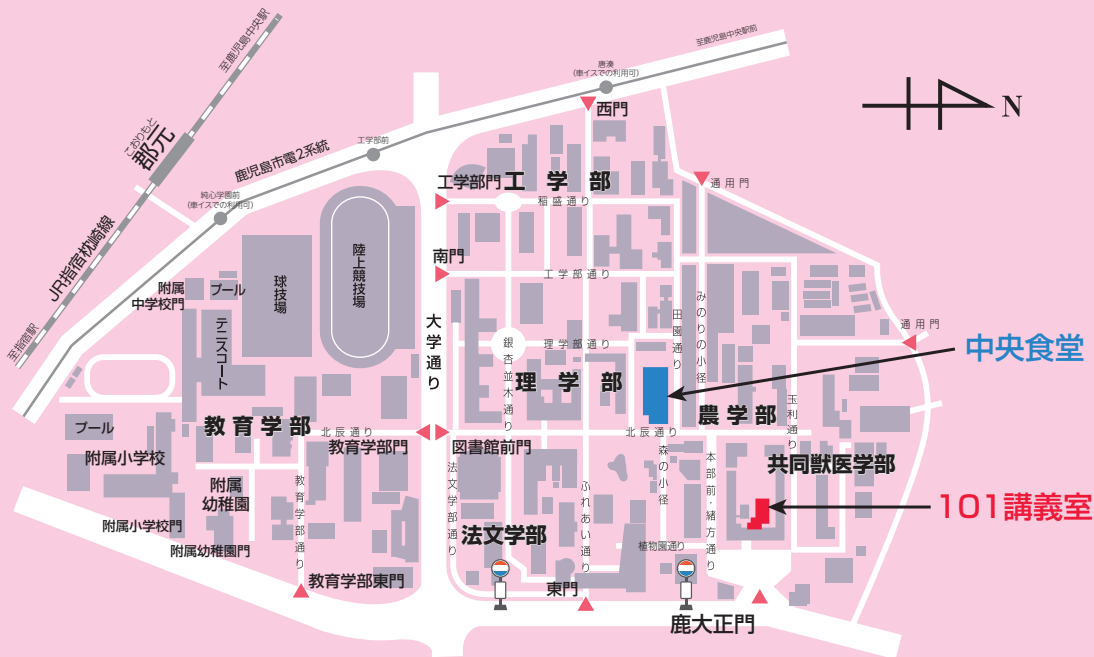 至鹿児島中央駅
至鹿児島中央駅前
唐湊
(車イスでの利用可)
西門
N
こおりもと
郡元
鹿児島市電2系統
工学部前
純心学園前
(車イスでの利用可)
JR指宿枕崎線
至指宿駅
工学部門
工学部
稲盛通り
通用門
南門
工学部通り
陸上競技場
球技場
プール
附属
中学校門
テニスコート
大学通り
銀杏並木通り
理学部通り
田園通り
みのりの小径
通用門
中央食堂
理学部
農学部
玉利通り
プール
教育学部
北辰通り
教育学部門
図書館前門
北辰通り
共同獣医学部
附属小学校
附属
幼稚園
教育学部通り
法文学部通り
ふれあい通り
森の小径
本部前・緒方通り
101講義室
附属小学校門
附属幼稚園門
法文学部
植物園通り
教育学部東門
東門
鹿大正門